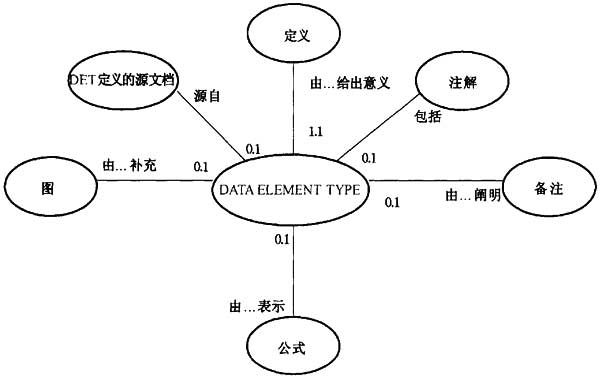 定义
DET定义的源文档
源自
由…给出意义
注解
包括
1.1
0.1
0.1
由…补充
0.1
图
DATA ELEMENT TYPE
0.1
由…阐明
备注
0.1
由…表示
公式